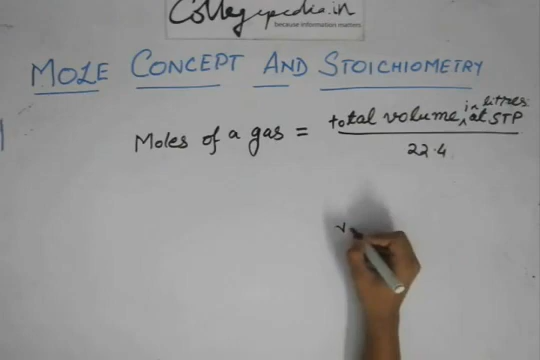 Collegepedia.in
because information matters
MOLE CONCEPT AND STOICHIOMETRY
Moles of a gas = total volume in littres at STP
22.4